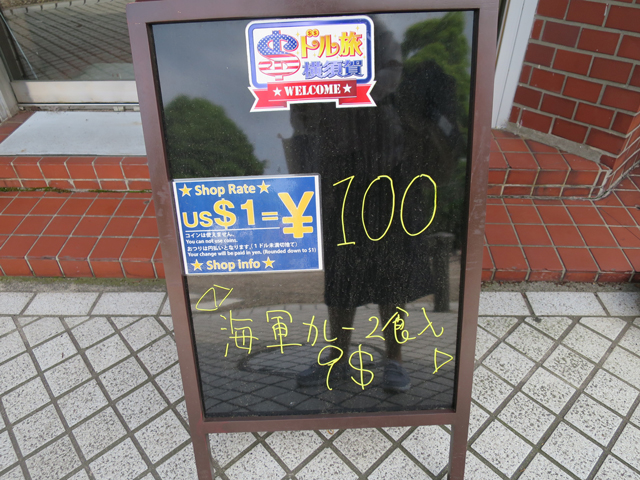 ドル旅
横須賀
★ WELCOME ★
★ Shop Rate ★
US$1=¥ 100
コインは使えません。
You can not use coins.
おつりは円払いとなります。(1ドル未満切捨て)
Your change will be paid in yen. (Rounded down to $1)
★ Shop info ★
海軍カレー2食入
9$